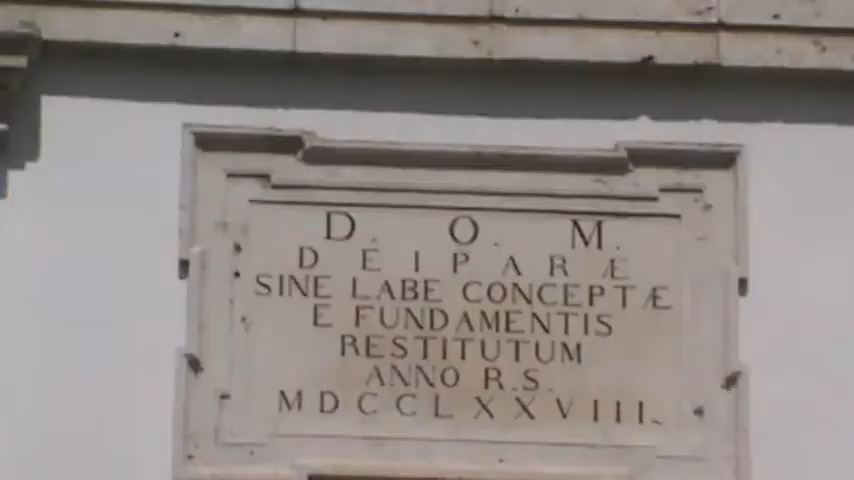 D. O. M.
DEIPARÆ
SINE LABE CONCEPTÆ
E FUNDAMENTIS
RESTITUTUM
ANNO R.S.
MDCCLXXVIII